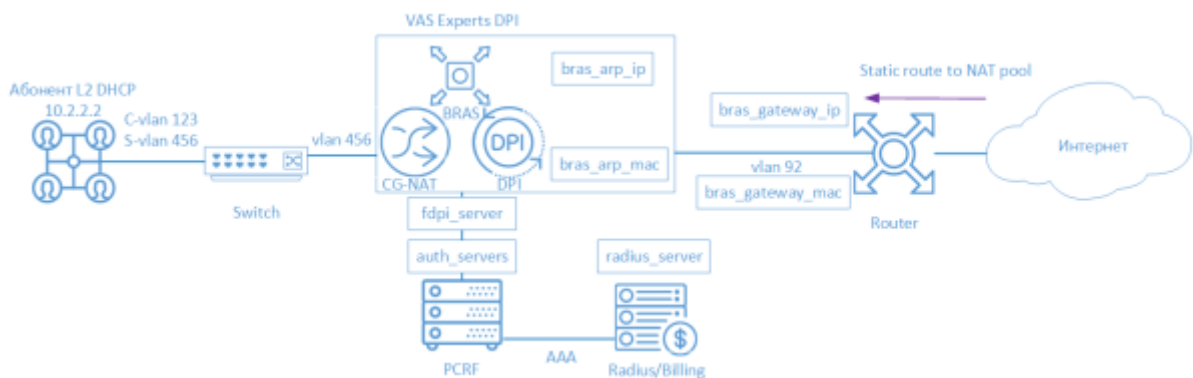 VAS Experts DPI
Абонент L2 DHCP
10.2.2.2
C-vlan 123
S-vlan 456
Switch
vlan 456
BRAS
CG-NAT
DPI
DPI
bras_arp_ip
bras_arp_mac
fdpi_server
auth_servers
PCRF
AAA
radius_server
Radius/Billing
Static route to NAT pool
bras_gateway_ip
vlan 92
bras_gateway_mac
Router
Интернет